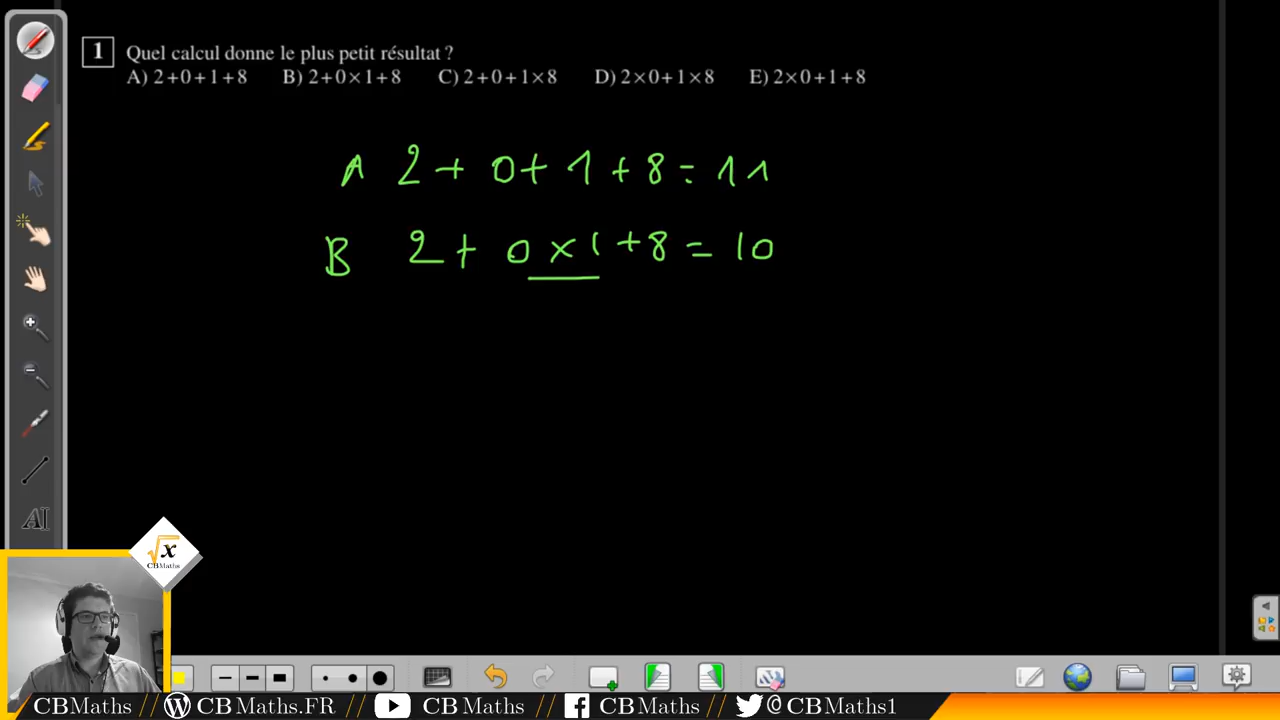 1 Quel calcul donne le plus petit résultat ?
A) 2+0+1+8 B) 2+0×1+8 C) 2+0+1×8 D) 2×0+1×8 E) 2×0+1+8
A 2 + 0 + 1 + 8 = 11
B 2 + 0 × 1 + 8 = 10
AI
√x
CBMaths
CBMaths // CBMaths.FR // CBMaths // CBMaths // @CBMaths1